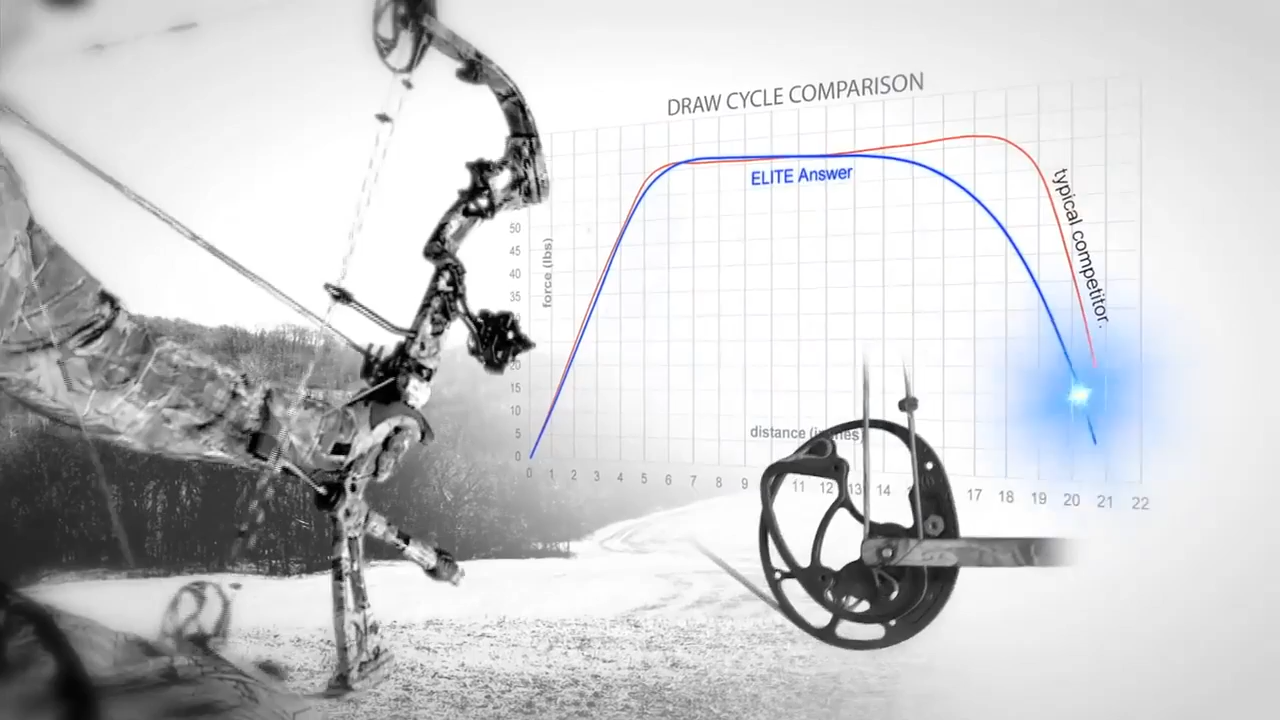 DRAW CYCLE COMPARISON
ELITE Answer
typical competitor.
force (lbs)
50
45
40
35
20
15
10
5
0
distance (inches)
0 1 2 3 4 5 6 7 8 9 11 12 13 14 17 18 19 20 21 22